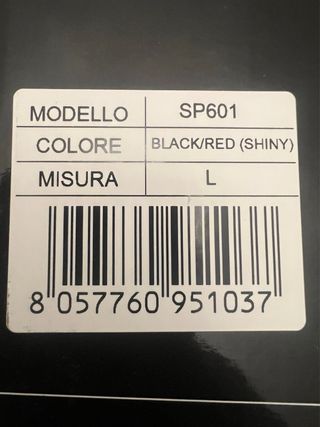 MODELLO SP601
COLORE BLACK/RED (SHINY)
MISURA L
8 057760 951037